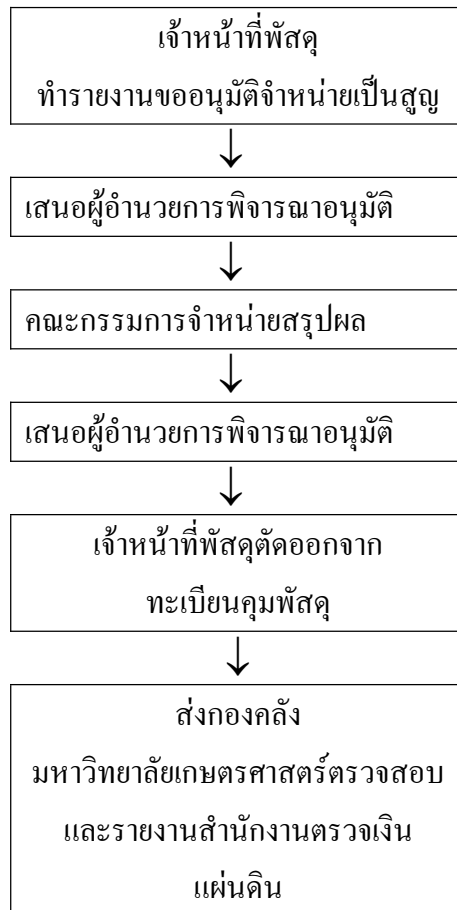 เจ้าหน้าที่พัสดุ
ทำรายงานขออนุมัติจำหน่ายเป็นสูญ
เสนอผู้อำนวยการพิจารณาอนุมัติ
คณะกรรมการจำหน่ายสรุปผล
เสนอผู้อำนวยการพิจารณาอนุมัติ
เจ้าหน้าที่พัสดุตัดออกจาก
ทะเบียนคุมพัสดุ
ส่งกองคลัง
มหาวิทยาลัยเกษตรศาสตร์ตรวจสอบ
และรายงานสำนักงานตรวจเงิน
แผ่นดิน